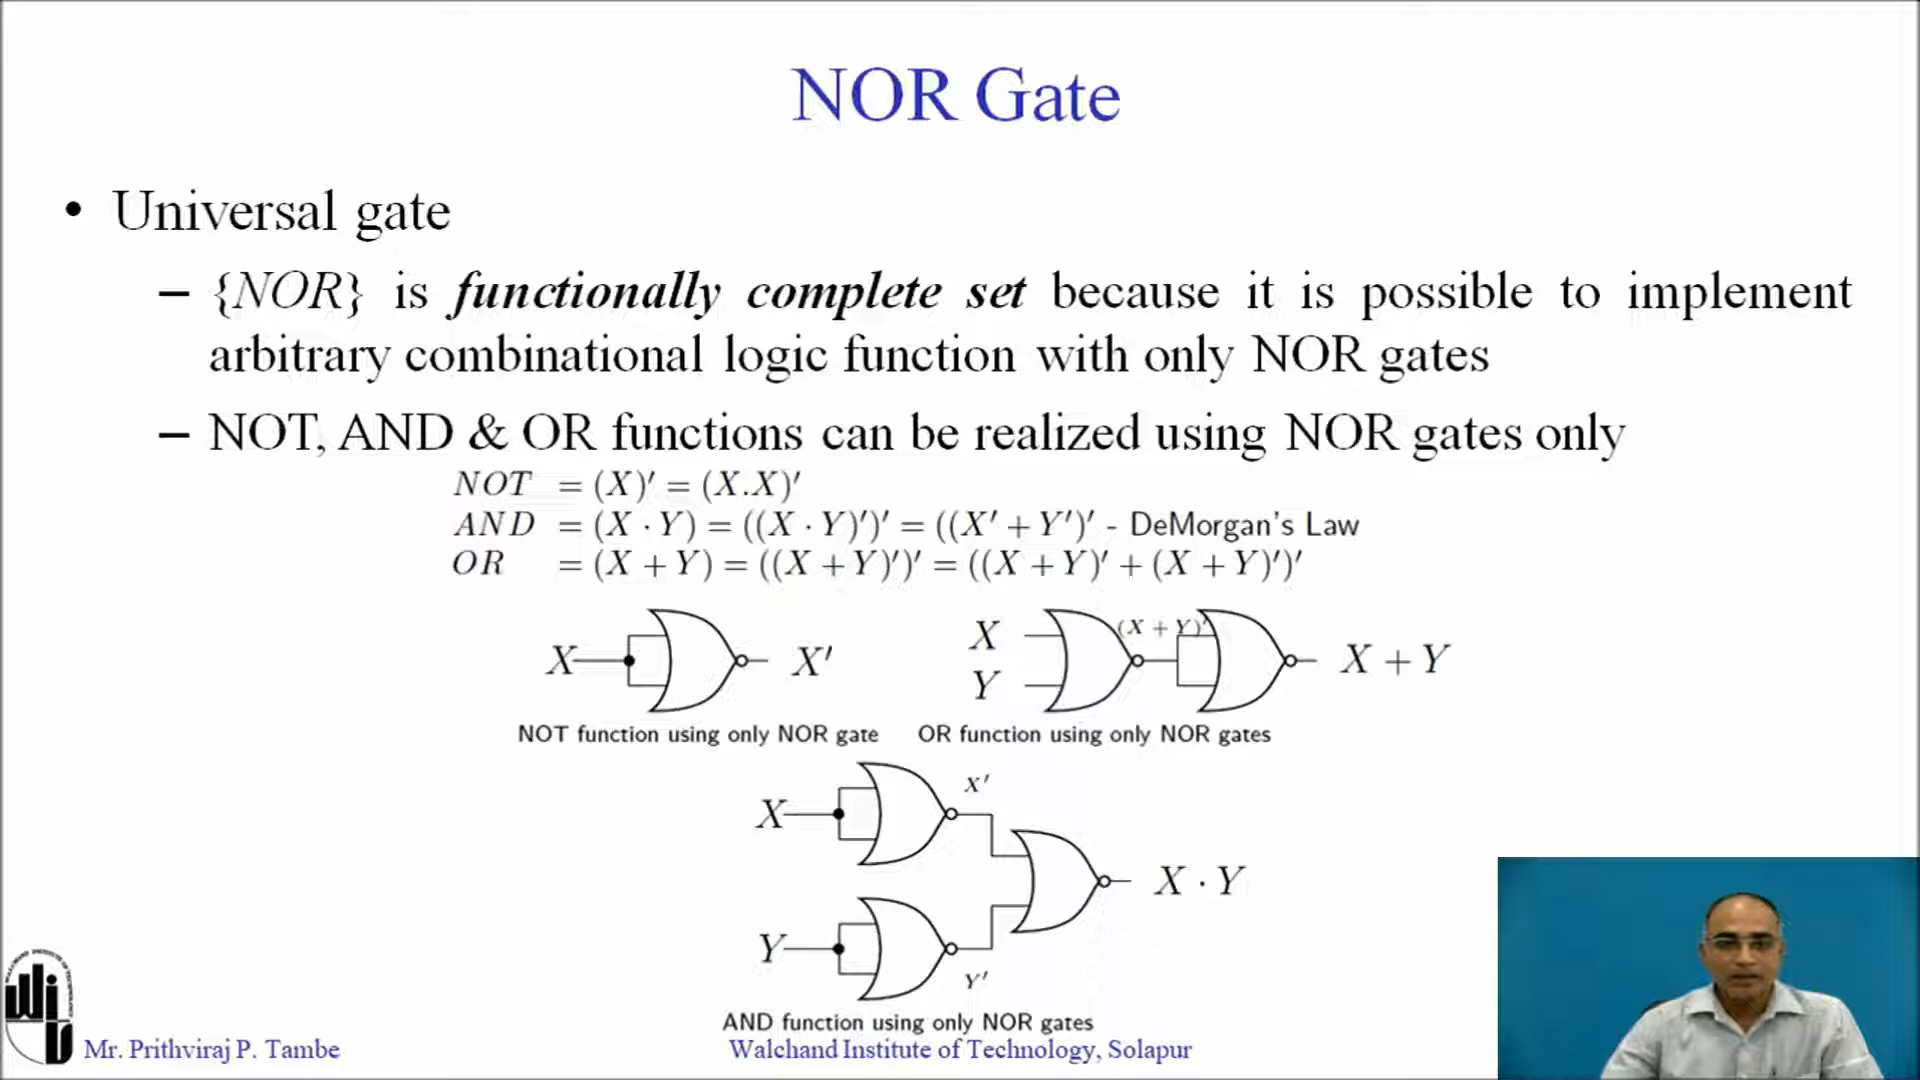 NOR Gate
• Universal gate
– {NOR} is functionally complete set because it is possible to implement
arbitrary combinational logic function with only NOR gates
– NOT, AND & OR functions can be realized using NOR gates only
NOT = (X)′ = (X.X)′
AND = (X · Y) = ((X · Y)′)′ = ((X′ + Y′)′ - DeMorgan's Law
OR = (X + Y) = ((X + Y)′)′ = ((X + Y)′ + (X + Y)′)′
X X′
NOT function using only NOR gate
X
Y
(X + Y)′
X + Y
OR function using only NOR gates
X
X′
X · Y
Y
Y′
AND function using only NOR gates
Mr. Prithviraj P. Tambe
Walchand Institute of Technology, Solapur